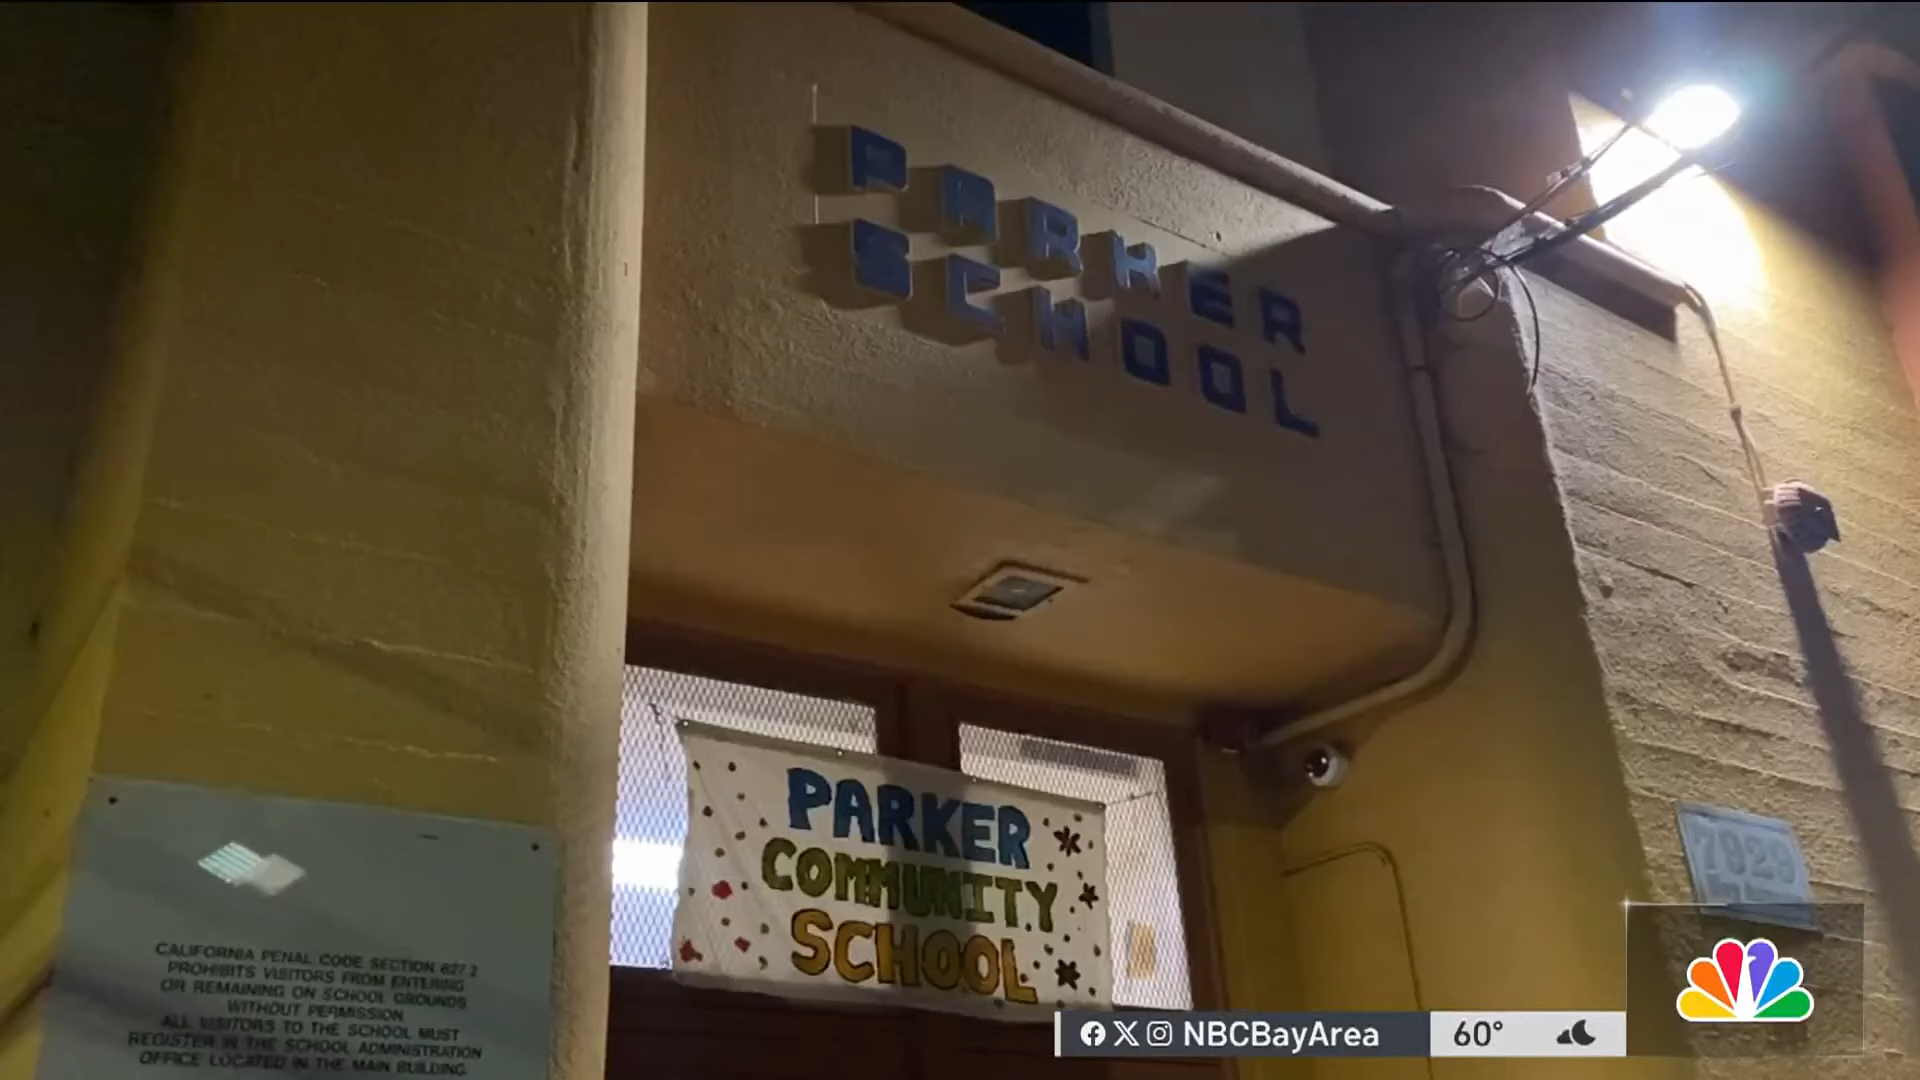 PARKER
SCHOOL
PARKER
COMMUNITY
SCHOOL
CALIFORNIA PENAL CODE SECTION 627.2
PROHIBITS VISITORS FROM ENTERING
OR REMAINING ON SCHOOL GROUNDS
WITHOUT PERMISSION.
ALL VISITORS TO THE SCHOOL MUST
REGISTER IN THE SCHOOL ADMINISTRATION
OFFICE LOCATED IN THE MAIN BUILDING.
7929
NBCBayArea
60°